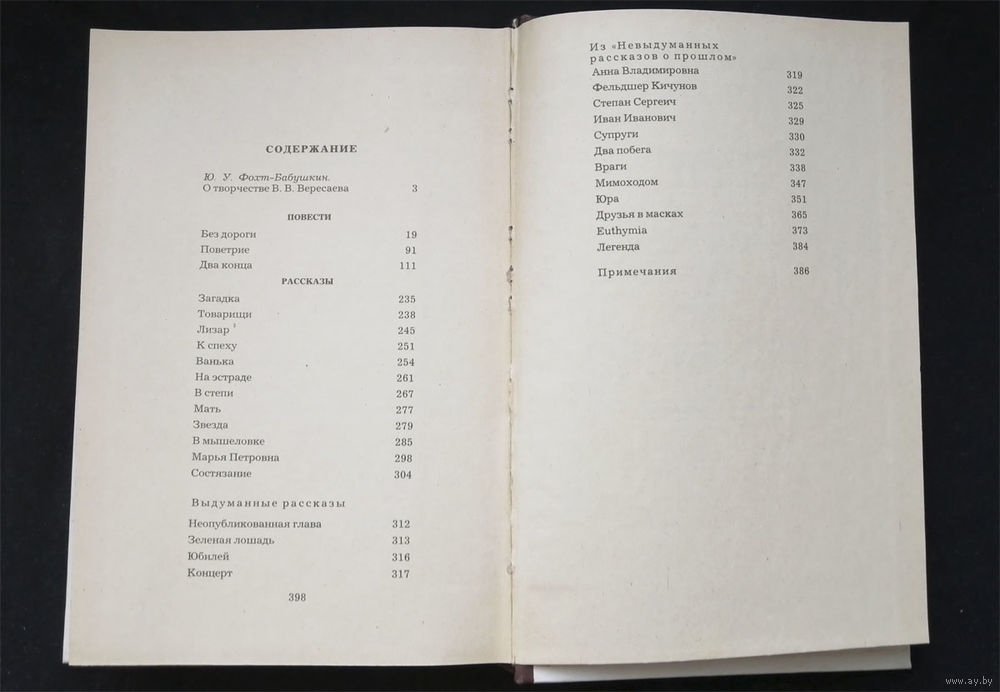 СОДЕРЖАНИЕ
Ю. У. Фохт-Бабушкин.
О творчестве В. В. Вересаева 3
ПОВЕСТИ
Без дороги 19
Поветрие 91
Два конца 111
РАССКАЗЫ
Загадка 235
Товарищи 238
Лизар 245
К спеху 251
Ванька 254
На эстраде 261
В степи 267
Мать 277
Звезда 279
В мышеловке 285
Марья Петровна 298
Состязание 304
Выдуманные рассказы
Неопубликованная глава 312
Зеленая лошадь 313
Юбилей 316
Концерт 317
398
Из «Невыдуманных
рассказов о прошлом»
Анна Владимировна 319
Фельдшер Кичунов 322
Степан Сергеич 325
Иван Иванович 329
Супруги 330
Два побега 332
Враги 338
Мимоходом 347
Юра 351
Друзья в масках 365
Euthymia 373
Легенда 384
Примечания 386
www.ay.by